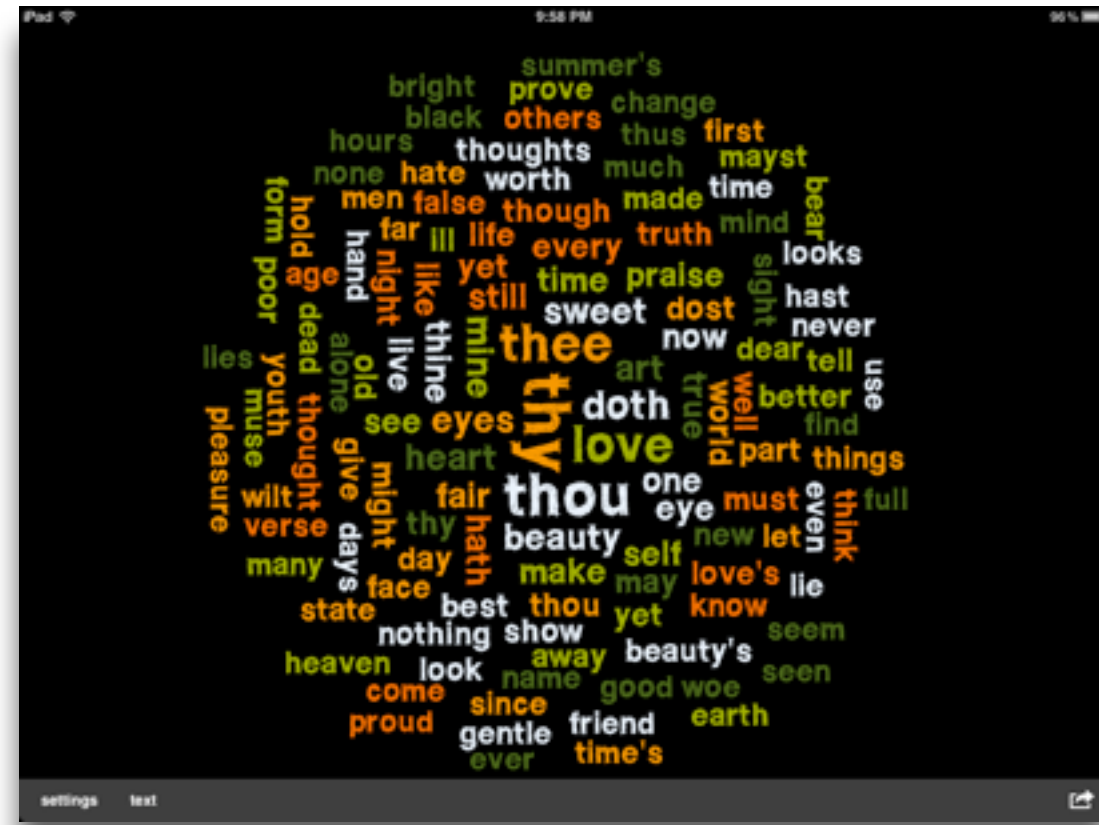 iPad 9:58 PM 96%
summer's
bright prove change
black others thus first
hours thoughts much mayst
none hate worth made time bear
form hold men false though truth mind
hand far ill life every looks
poor age night like yet time praise sight hast
still sweet dost never
dead thine mine thee now dear tell
lies youth alone old live art use
muse thy doth true world well better
pleasure thought see eyes love find
give heart part things
wilt might fair thou one eye must even think full
verse thy hath beauty new let
many days day self
face make may love's lie
state best thou yet know
nothing show beauty's seem
heaven look away seen
come name good woe
proud since friend earth
gentle time's
ever
settings text